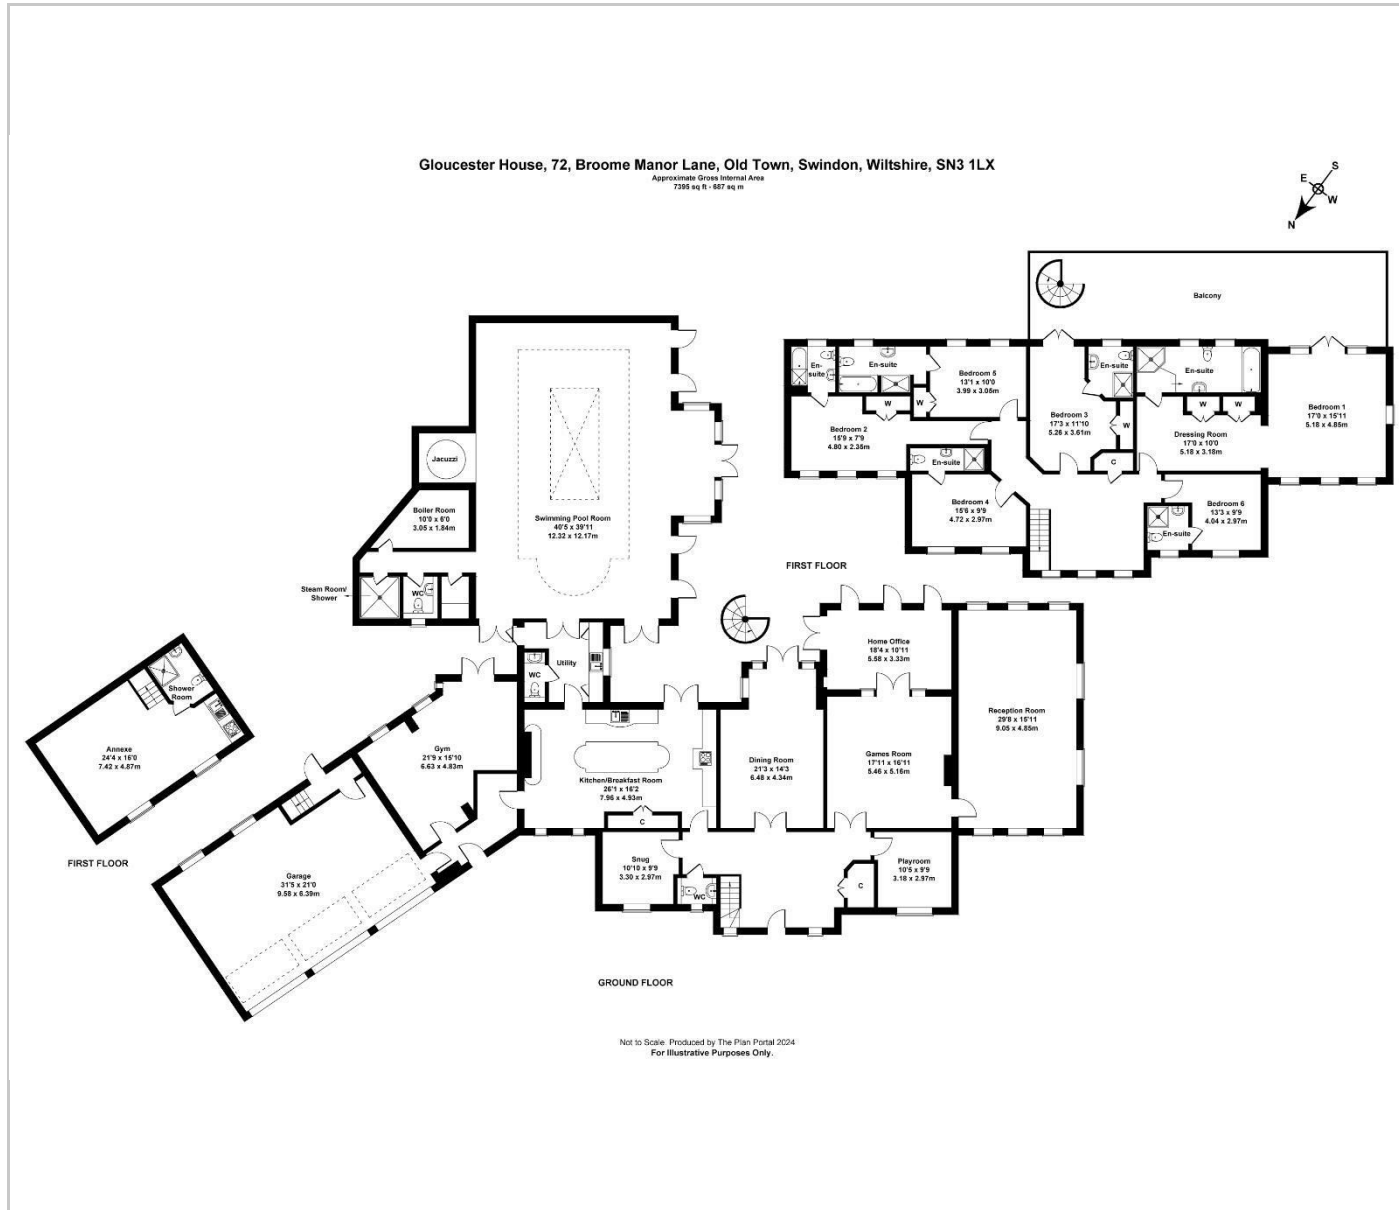 Gloucester House, 72, Broome Manor Lane, Old Town, Swindon, Wiltshire, SN3 1LX
Approximate Gross Internal Area
7395 sq ft - 687 sq m
S
E
W
N
Balcony
En-suite
En-suite
Bedroom 5
13'1 x 10'0
3.99 x 3.05m
En-suite
En-suite
Bedroom 1
17'0 x 15'11
5.18 x 4.85m
W
W
W
W
W
Bedroom 2
15'9 x 7'9
4.80 x 2.35m
Bedroom 3
17'3 x 11'10
5.26 x 3.61m
Dressing Room
17'0 x 10'0
5.18 x 3.18m
C
En-suite
Bedroom 4
15'6 x 9'9
4.72 x 2.97m
Bedroom 6
13'3 x 9'9
4.04 x 2.97m
En-suite
FIRST FLOOR
Jacuzzi
Boiler Room
10'0 x 6'0
3.05 x 1.84m
Swimming Pool Room
40'5 x 39'11
12.32 x 12.17m
Steam Room/
Shower
WC
Utility
WC
Home Office
18'4 x 10'11
5.58 x 3.33m
Shower
Room
Annexe
24'4 x 16'0
7.42 x 4.87m
FIRST FLOOR
Gym
21'9 x 15'10
6.63 x 4.83m
Kitchen/Breakfast Room
26'1 x 16'2
7.96 x 4.93m
C
Dining Room
21'3 x 14'3
6.48 x 4.34m
Games Room
17'11 x 16'11
5.46 x 5.16m
Reception Room
29'8 x 15'11
9.05 x 4.85m
Garage
31'5 x 21'0
9.58 x 6.39m
Snug
10'10 x 9'9
3.30 x 2.97m
WC
C
Playroom
10'5 x 9'9
3.18 x 2.97m
GROUND FLOOR
Not to Scale. Produced by The Plan Portal 2024
For Illustrative Purposes Only.